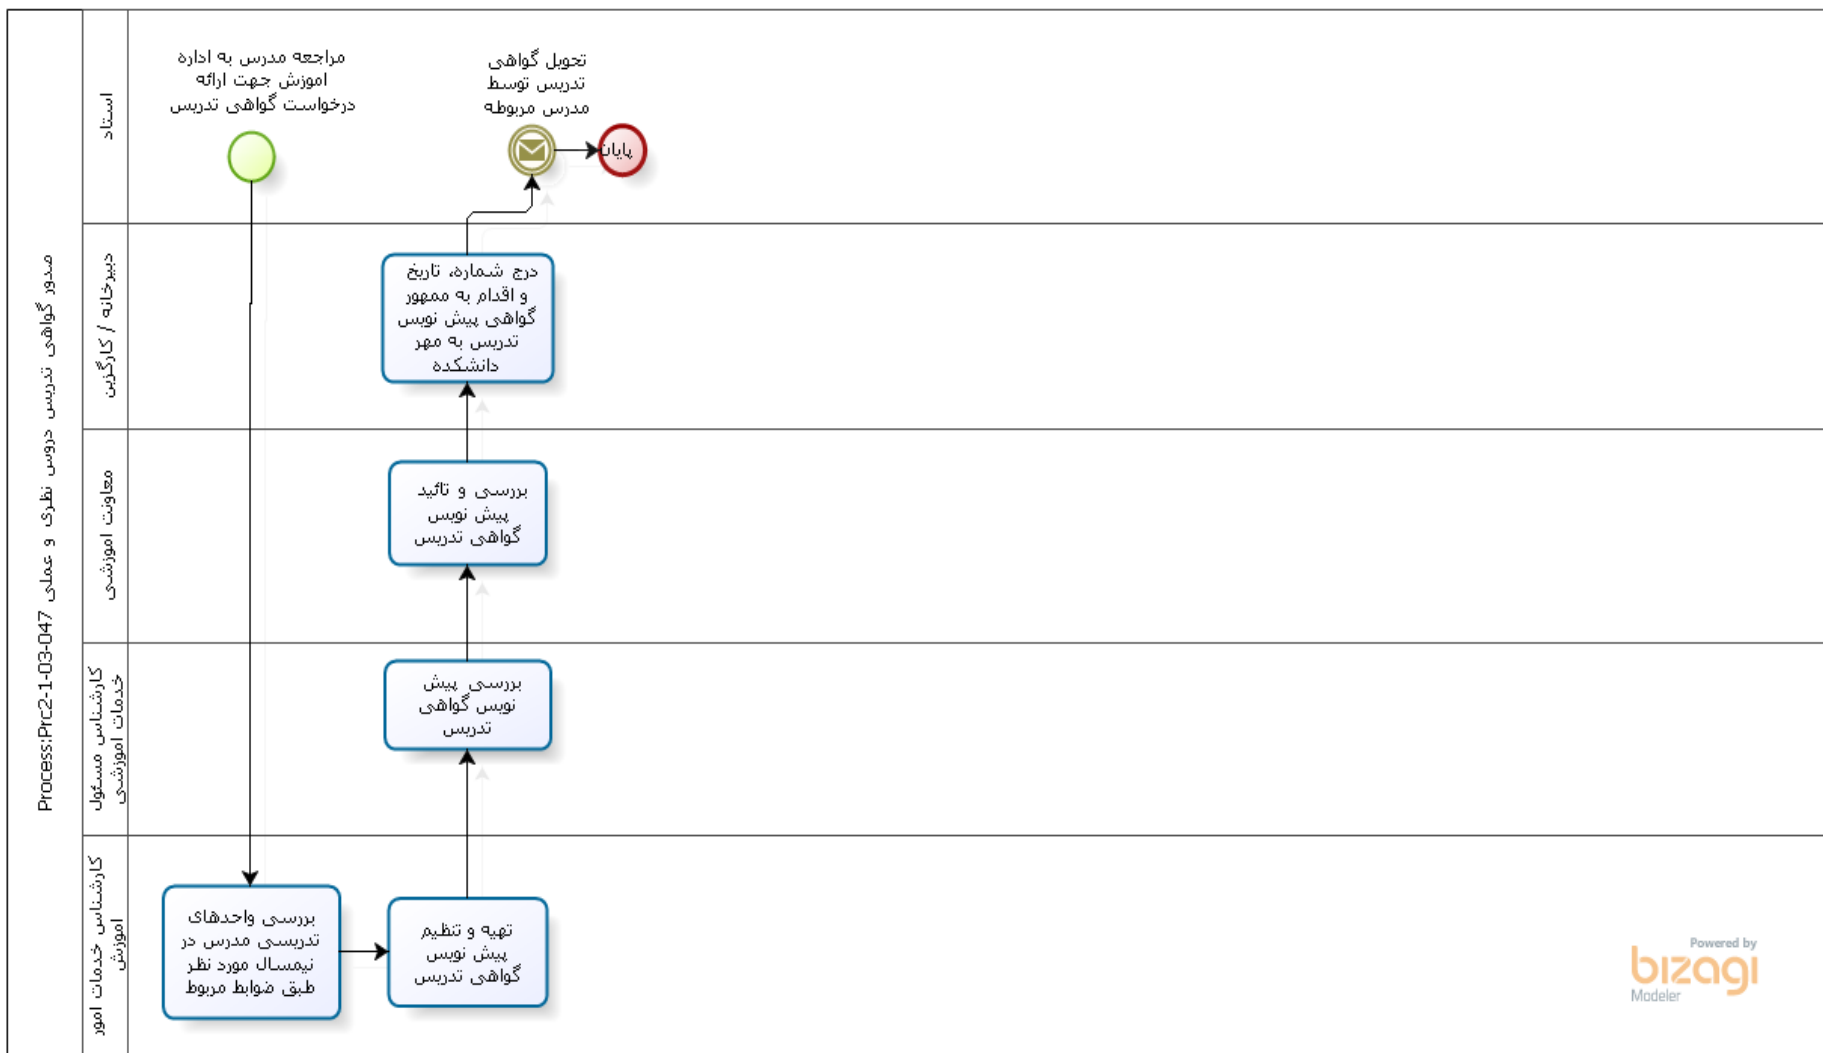 صدور گواهی تدریس دروس نظری و عملی Process:Prc2-1-03-047
استاد
مراجعه مدرس به اداره
اموزش جهت ارائه
درخواست گواهی تدریس
تحویل گواهی
تدریس توسط
مدرس مربوطه
پایان
دبیرخانه / کارگزین
درج شماره، تاریخ
و اقدام به ممهور
گواهی پیش نویس
تدریس به مهر
دانشکده
معاونت اموزشی
بررسی و تائید
پیش نویس
گواهی تدریس
کارشناس مسئول
خدمات اموزشی
بررسی پیش
نویس گواهی
تدریس
کارشناس خدمات امور
اموزش
بررسی واحدهای
تدریسی مدرس در
نیمسال مورد نظر
طبق ضوابط مربوط
تهیه و تنظیم
پیش نویس
گواهی تدریس
Powered by
bizagi
Modeler